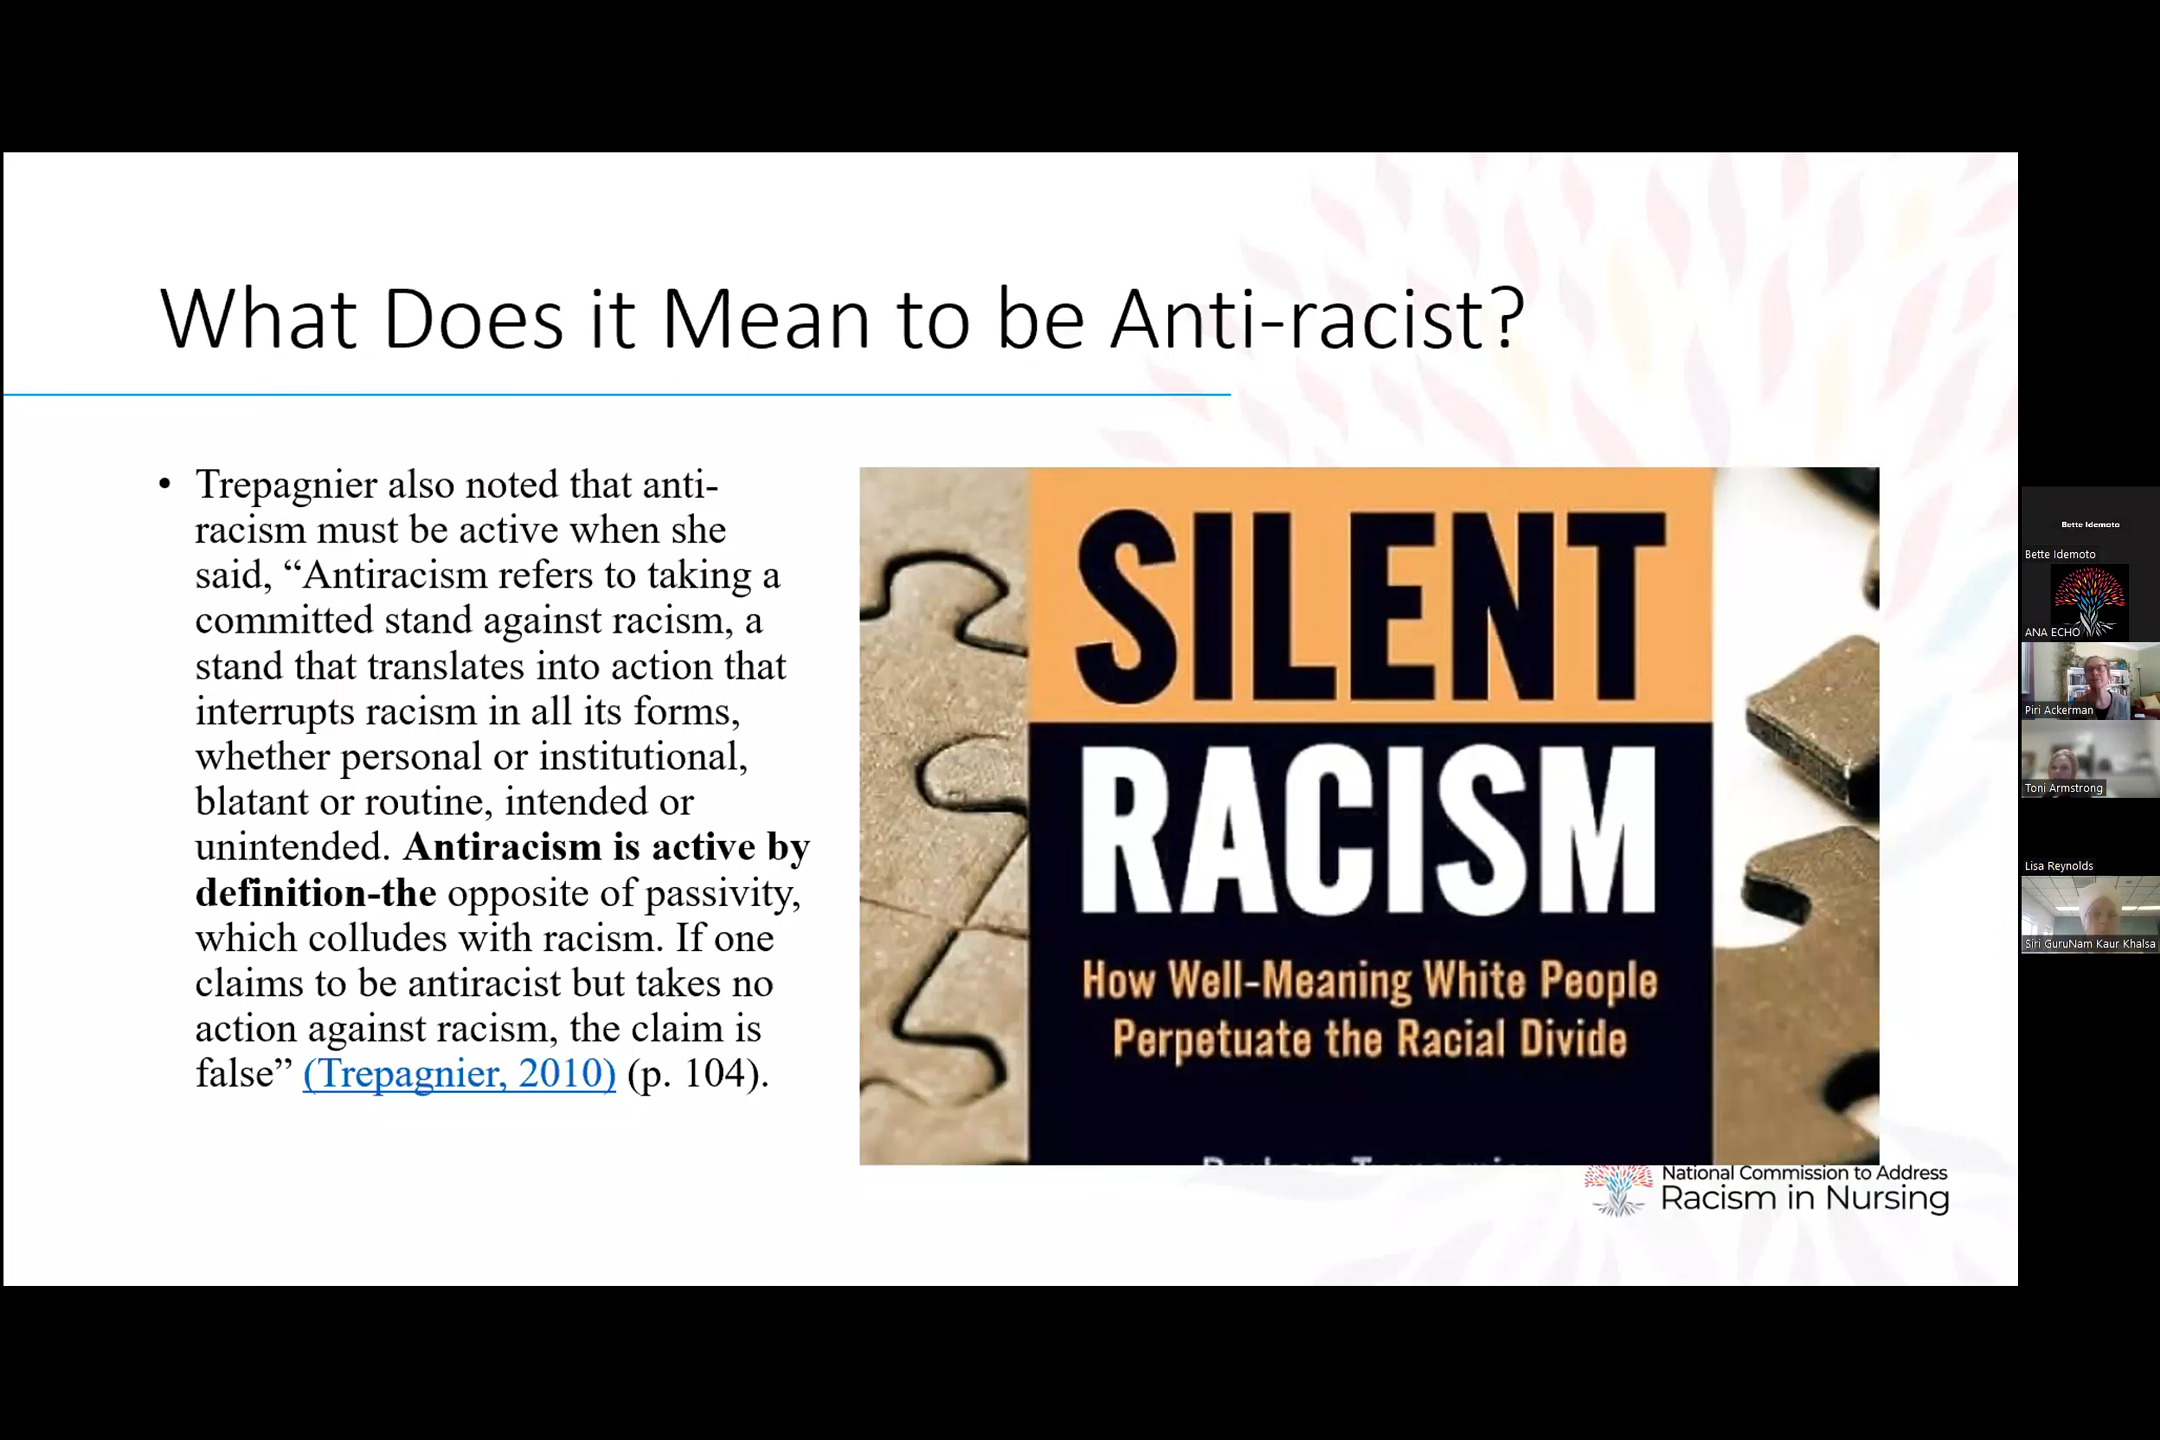 What Does it Mean to be Anti-racist?
• Trepagnier also noted that anti-
racism must be active when she
said, “Antiracism refers to taking a
committed stand against racism, a
stand that translates into action that
interrupts racism in all its forms,
whether personal or institutional,
blatant or routine, intended or
unintended. Antiracism is active by
definition-the opposite of passivity,
which colludes with racism. If one
claims to be antiracist but takes no
action against racism, the claim is
false” (Trepagnier, 2010) (p. 104).
SILENT
RACISM
How Well-Meaning White People
Perpetuate the Racial Divide
National Commission to Address
Racism in Nursing
Bette Idemoto
Bette Idemoto
ANA ECHO
Piri Ackerman
Toni Armstrong
Lisa Reynolds
Siri GuruNam Kaur Khalsa